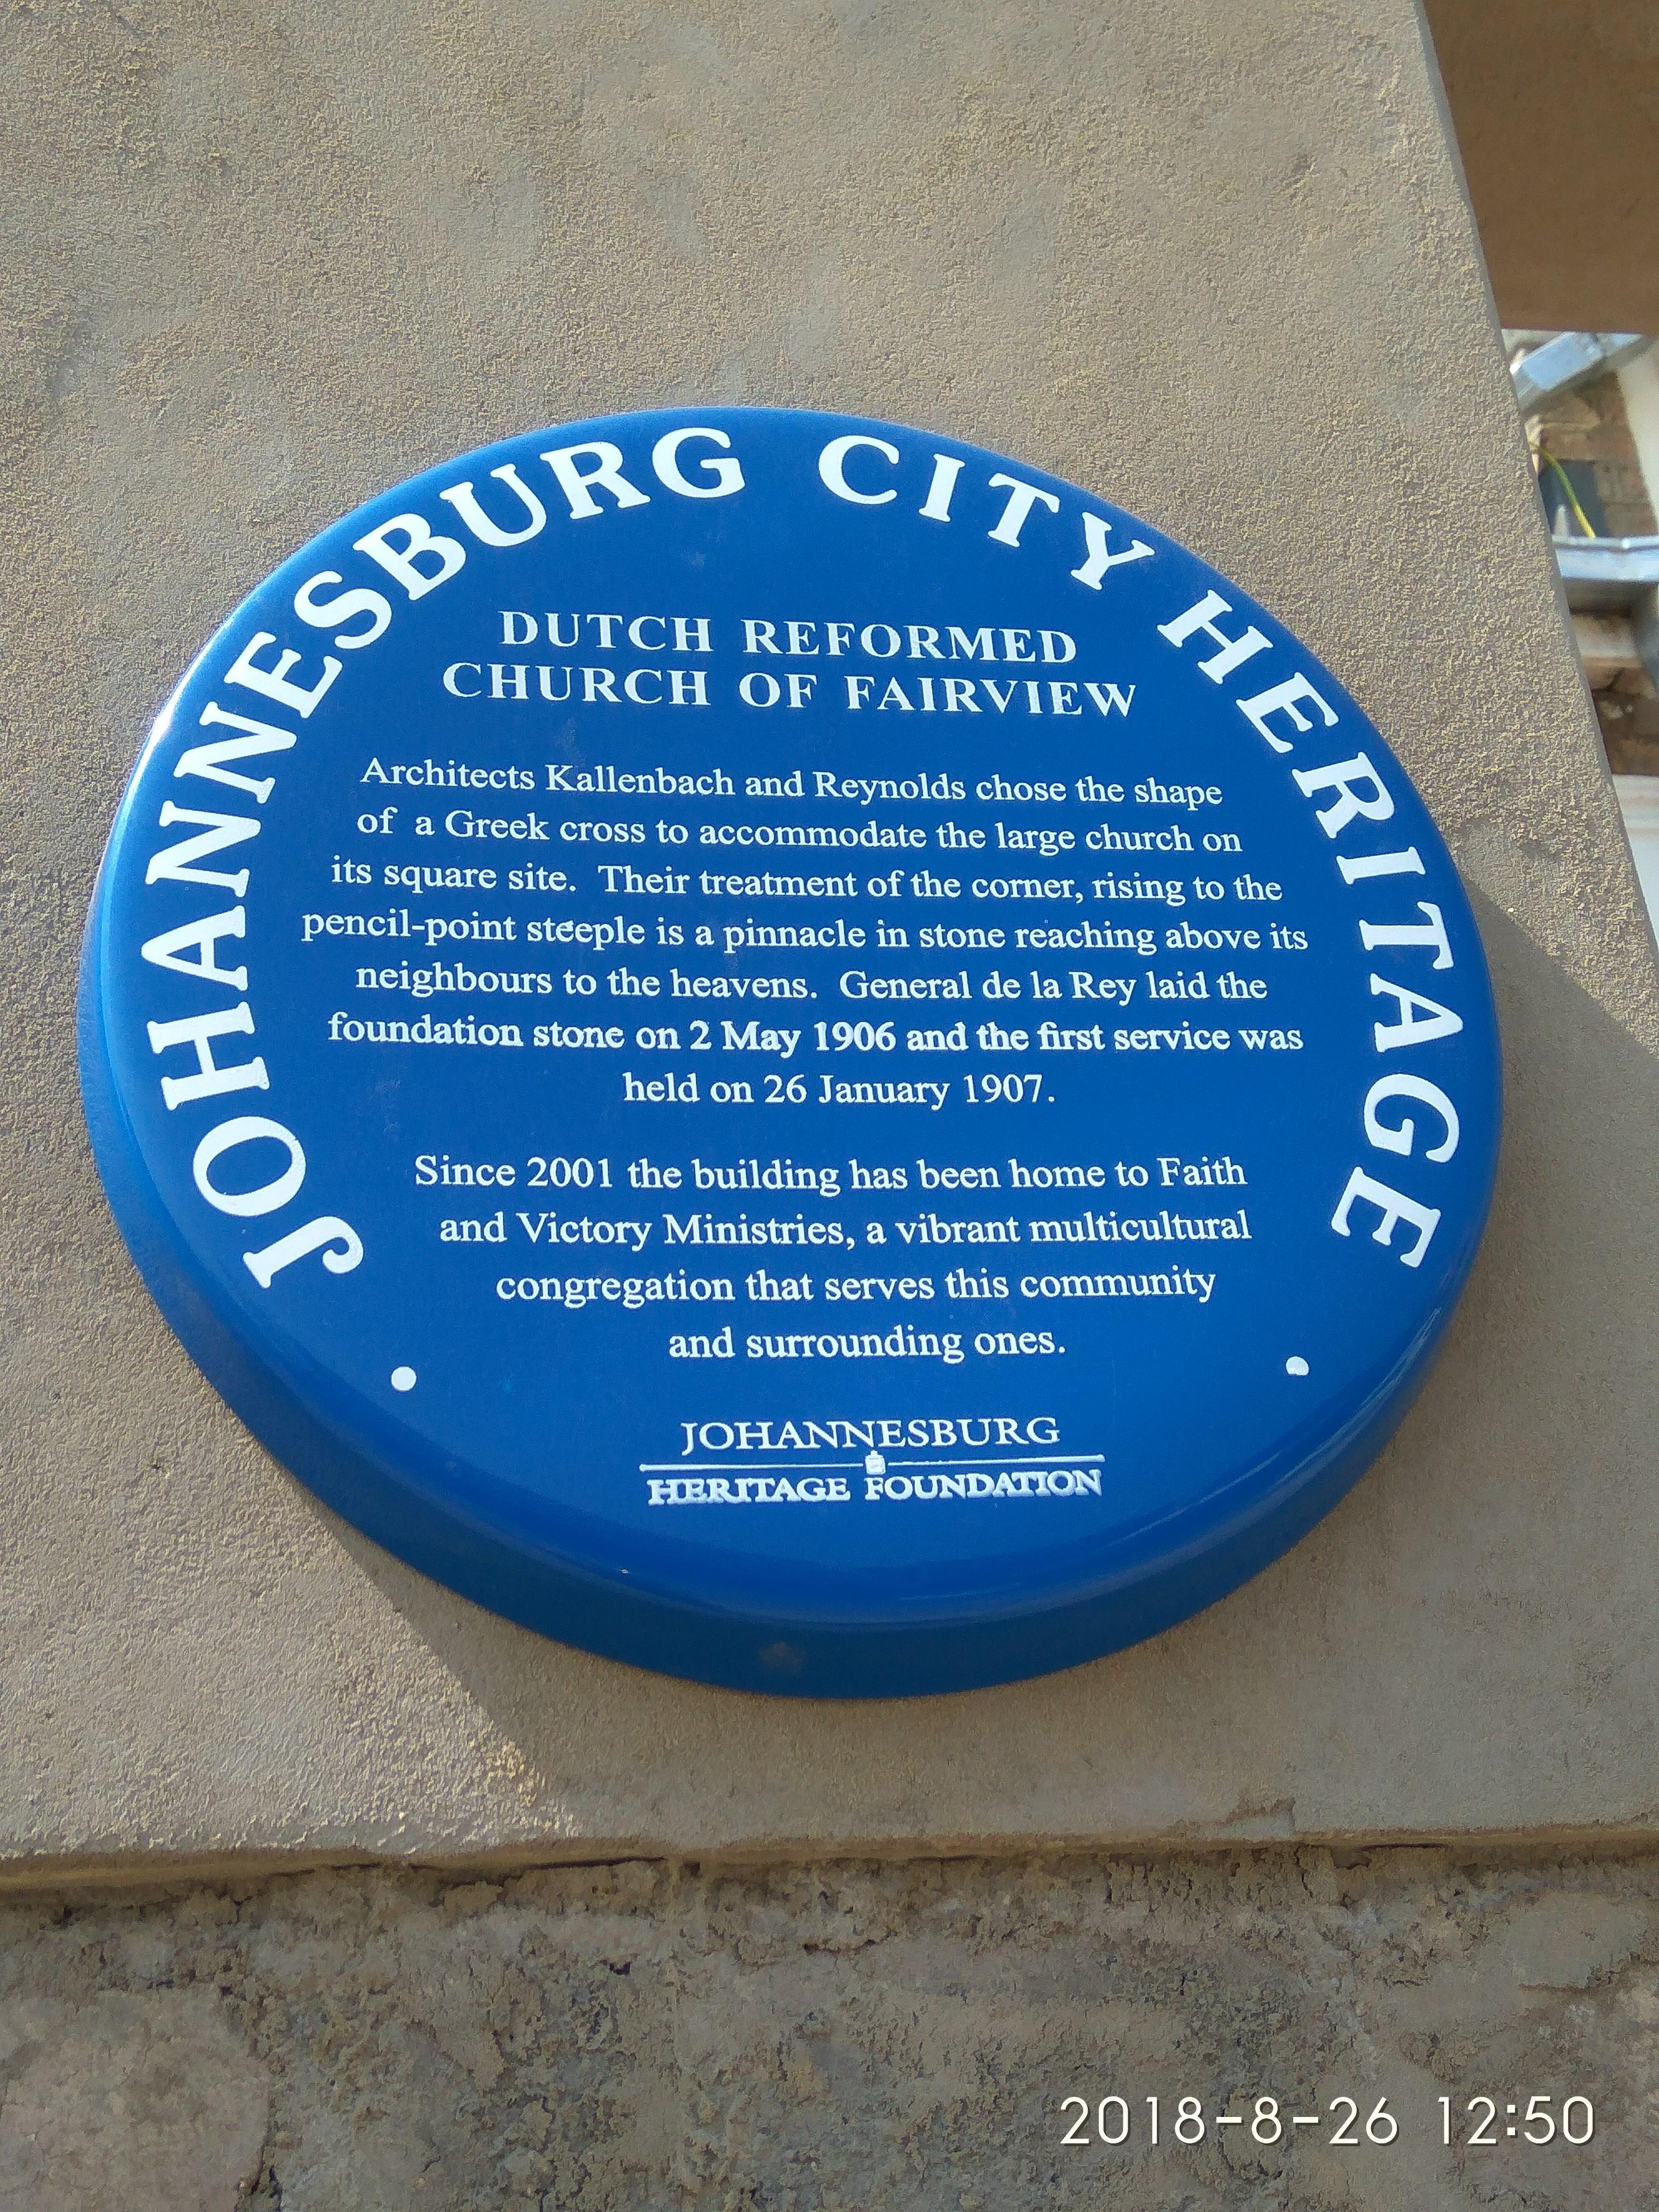 JOHANNESBURG CITY HERITAGE
DUTCH REFORMED
CHURCH OF FAIRVIEW
Architects Kallenbach and Reynolds chose the shape
of a Greek cross to accommodate the large church on
its square site. Their treatment of the corner, rising to the
pencil-point steeple is a pinnacle in stone reaching above its
neighbours to the heavens. General de la Rey laid the
foundation stone on 2 May 1906 and the first service was
held on 26 January 1907.
Since 2001 the building has been home to Faith
and Victory Ministries, a vibrant multicultural
congregation that serves this community
and surrounding ones.
JOHANNESBURG
HERITAGE FOUNDATION
2018-8-26 12:50